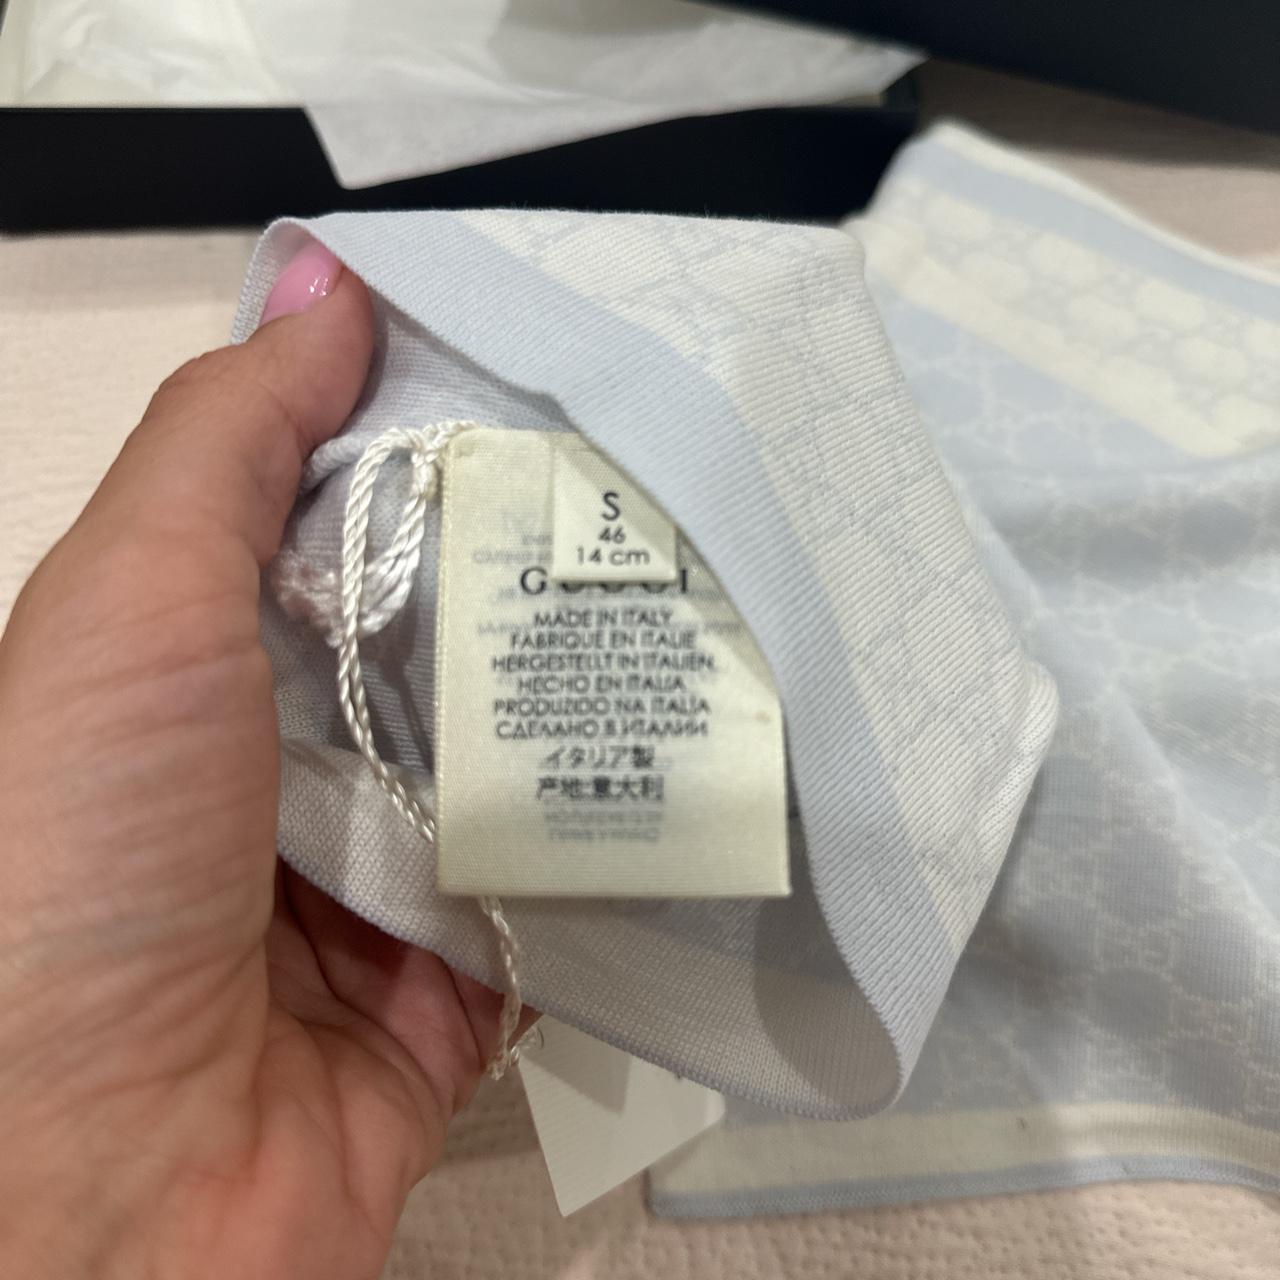 S
46
14 cm
GUCCI
MADE IN ITALY
FABRIQUE EN ITALIE
HERGESTELLT IN ITALIEN
HECHO EN ITALIA
PRODUZIDO NA ITALIA
СДЕЛАНО В ИТАЛИИ
イタリア製
产地:意大利